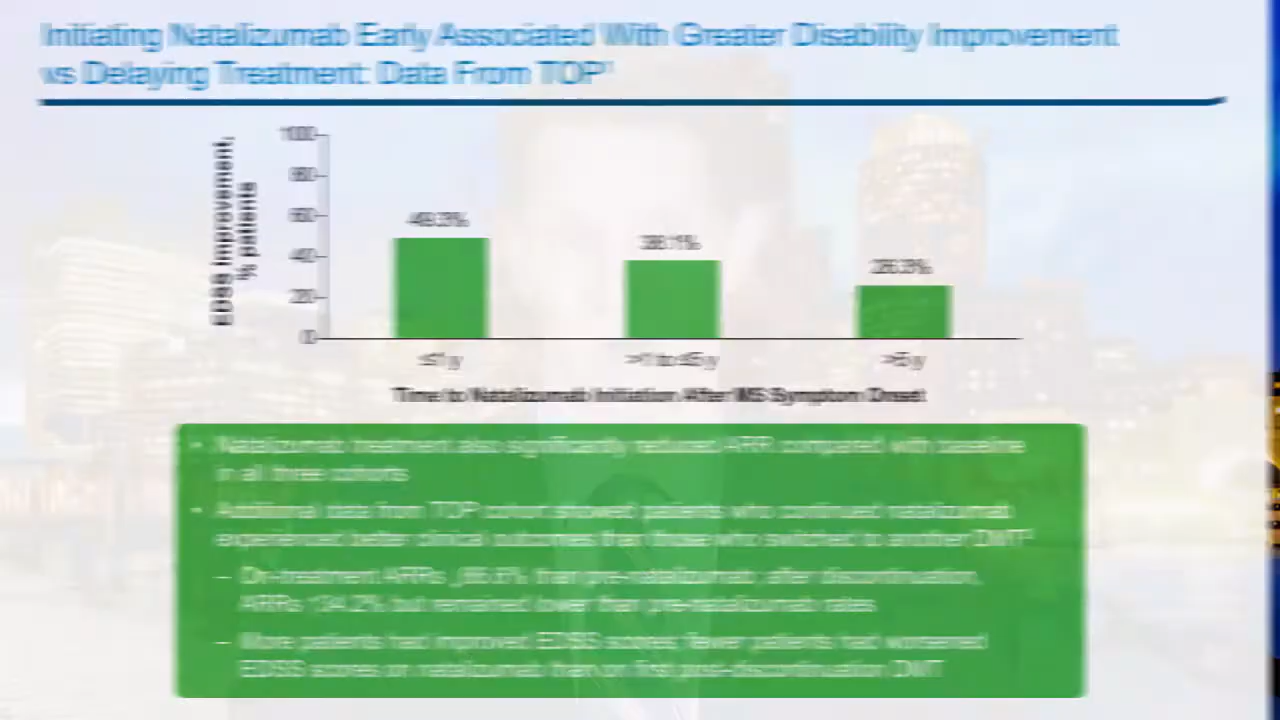 Initiating Natalizumab Early Associated With Greater Disability Improvement
vs Delaying Treatment: Data From TOP¹
EDSS Improvement,
% patients
100
80
60
40
20
0
49.3%
38.1%
26.3%
≤1 y
>1 to ≤5 y
>5 y
Time to Natalizumab Initiation After MS Symptom Onset
• Natalizumab treatment also significantly reduced ARR compared with baseline
in all three cohorts
• Additional data from TOP cohort showed patients who continued natalizumab
experienced better clinical outcomes than those who switched to another DMT
– On-treatment ARRs than pre-natalizumab; after discontinuation,
ARRs but remained lower than pre-natalizumab rates
– More patients had improved EDSS scores fewer patients had worsened
EDSS scores on natalizumab than on first post-discontinuation DMT